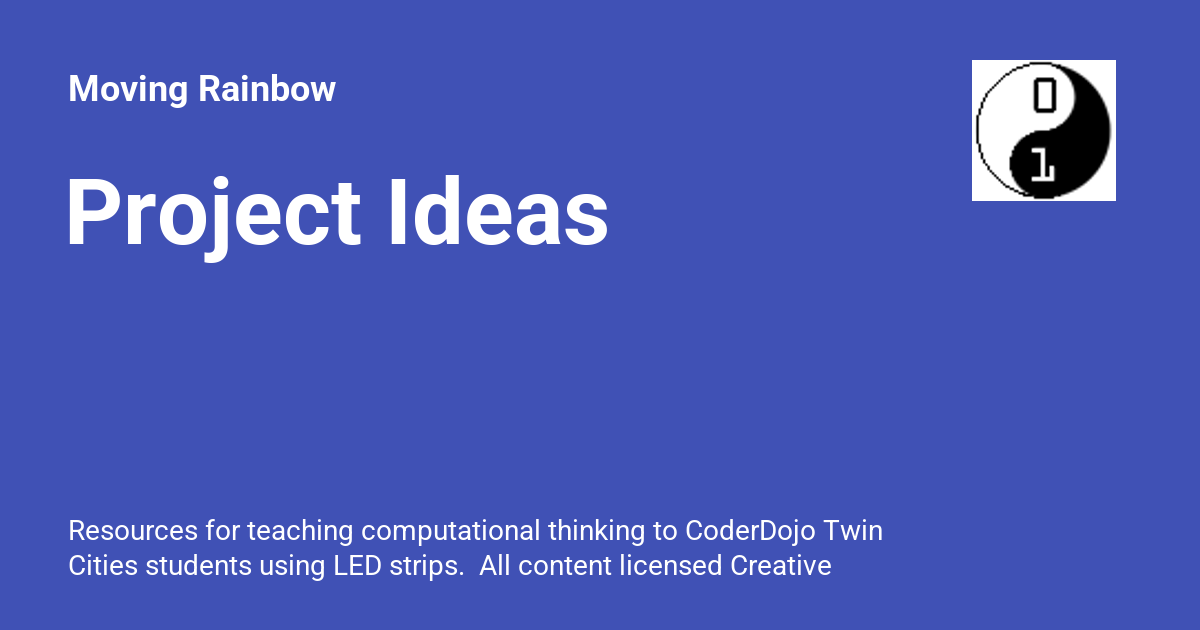 Moving Rainbow
0
1
Project Ideas
Resources for teaching computational thinking to CoderDojo Twin
Cities students using LED strips.  All content licensed Creative